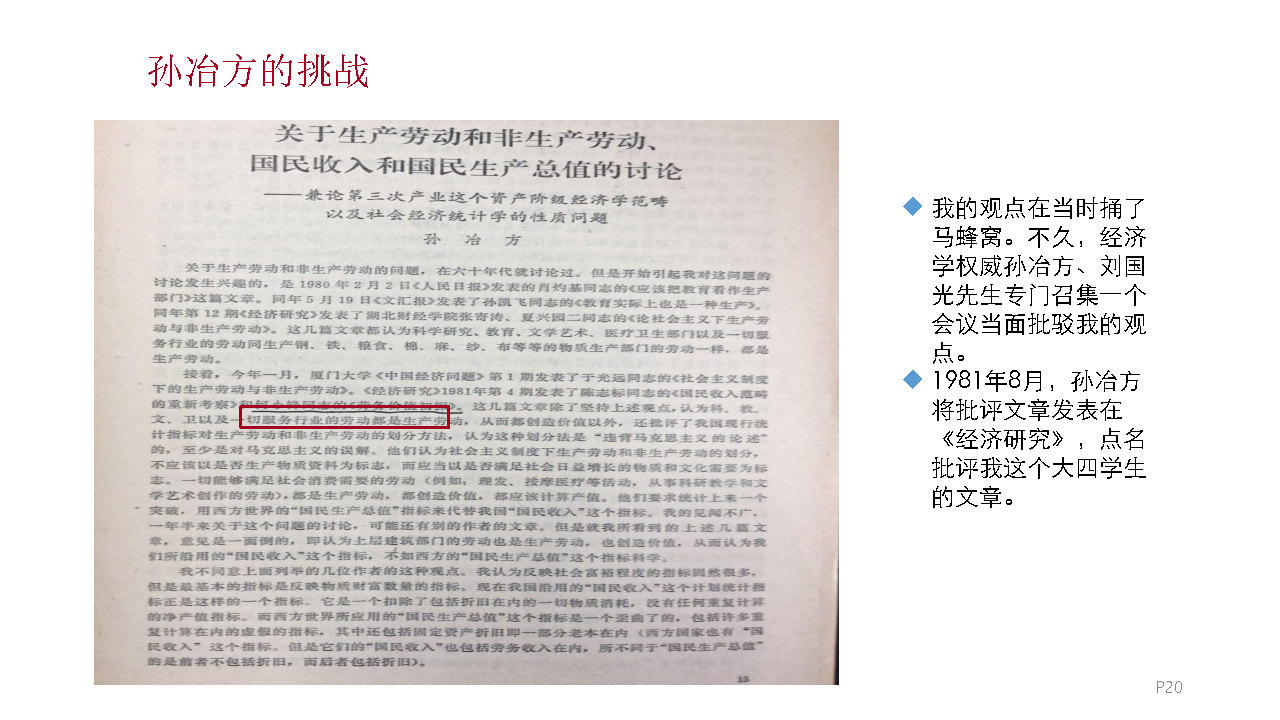 孙冶方的挑战
关于生产劳动和非生产劳动、
国民收入和国民生产总值的讨论
——兼论第三次产业这个资产阶级经济学范畴
以及社会经济统计学的性质问题
孙 冶 方
关于生产劳动和非生产劳动的问题，在六十年代就讨论过。但是开始引起我对这问题的
讨论发生兴趣的，是 1980 年 2 月 2 日《人民日报》发表的肖灼基同志的《应该把教育看作生产
部门》这篇文章。同年 5 月 19 日《文汇报》发表了孙凯飞同志的《教育实际上也是一种生产》。
同年第 12 期《经济研究》发表了湖北财经学院张寄涛、夏兴园二同志的《论社会主义下生产劳
动与非生产劳动》。这几篇文章都认为科学研究、教育、文学艺术、医疗卫生部门以及一切服
务行业的劳动同生产钢、铁、粮食、棉、麻、纱、布等等的物质生产部门的劳动一样，都是
生产劳动。
接着，今年一月，厦门大学《中国经济问题》第 1 期发表了于光远同志的《社会主义制度
下的生产劳动与非生产劳动》。《经济研究》1981年第 4 期发表了陈志标同志的《国民收入范畴
的重新考察》和何小锋同志的《劳务价值初探》。这几篇文章除了坚持上述观点，认为科、教、
文、卫以及一切服务行业的劳动都是生产劳动，从而都创造价值以外，还批评了我国现行统
计指标对生产劳动和非生产劳动的划分方法，认为这种划分法是“违背马克思主义的论述”
的，至少是对马克思主义的误解。他们认为社会主义制度下生产劳动和非生产劳动的划分，
不应该以是否生产物质资料为标志，而应当以是否满足社会日益增长的物质和文化需要为标
志。一切能够满足社会需要的劳动（例如：理发、按摩医疗等活动，从事科研教学和文
学艺术创作的劳动），都是生产劳动，都创造价值，都应该计算产值。他们要求统计上来一个
突破，用西方世界的“国民生产总值”指标来代替我国“国民收入”这个指标。我的见闻不广，
一年半来关于这个问题的讨论，可能还有别的作者的文章。但是就我所看到的上述几篇文
章，意见是一面倒的，即认为上层建筑部门的劳动也是生产劳动，也创造价值，从而认为我
们所沿用的“国民收入”这个指标，不如西方的“国民生产总值”这个指标科学。
我不同意上面列举的几位作者的这种观点。我认为反映社会富裕程度的指标固然很多，
但是最基本的指标是反映物质财富数量的指标。现在我国沿用的“国民收入”这个计划统计指
标正是这样的一个指标。它是一个扣除了包括折旧在内的一切物质消耗，没有任何重复计算
的净产值指标。而西方世界所应用的“国民生产总值”这个指标是一个歪曲了的，包括许多重
复计算在内的虚假的指标，其中还包括固定资产折旧即一部分老本在内（西方国家也有“国
民收入”这个指标。但是它们的“国民收入”也包括劳务收入在内，所不同于“国民生产总值”
的是前者不包括折旧，而后者包括折旧）。
15
我的观点在当时捅了
马蜂窝。不久，经济
学权威孙冶方、刘国
光先生专门召集一个
会议当面批驳我的观
点。
1981年8月，孙冶方
将批评文章发表在
《经济研究》，点名
批评我这个大四学生
的文章。
P20